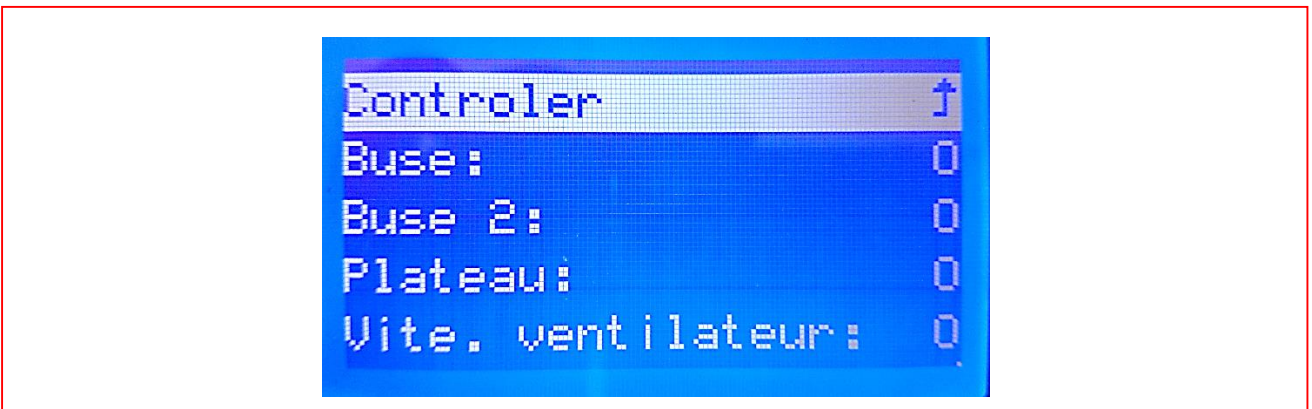 Controler ↑
Buse: 0
Buse 2: 0
Plateau: 0
Vite. ventilateur: 0